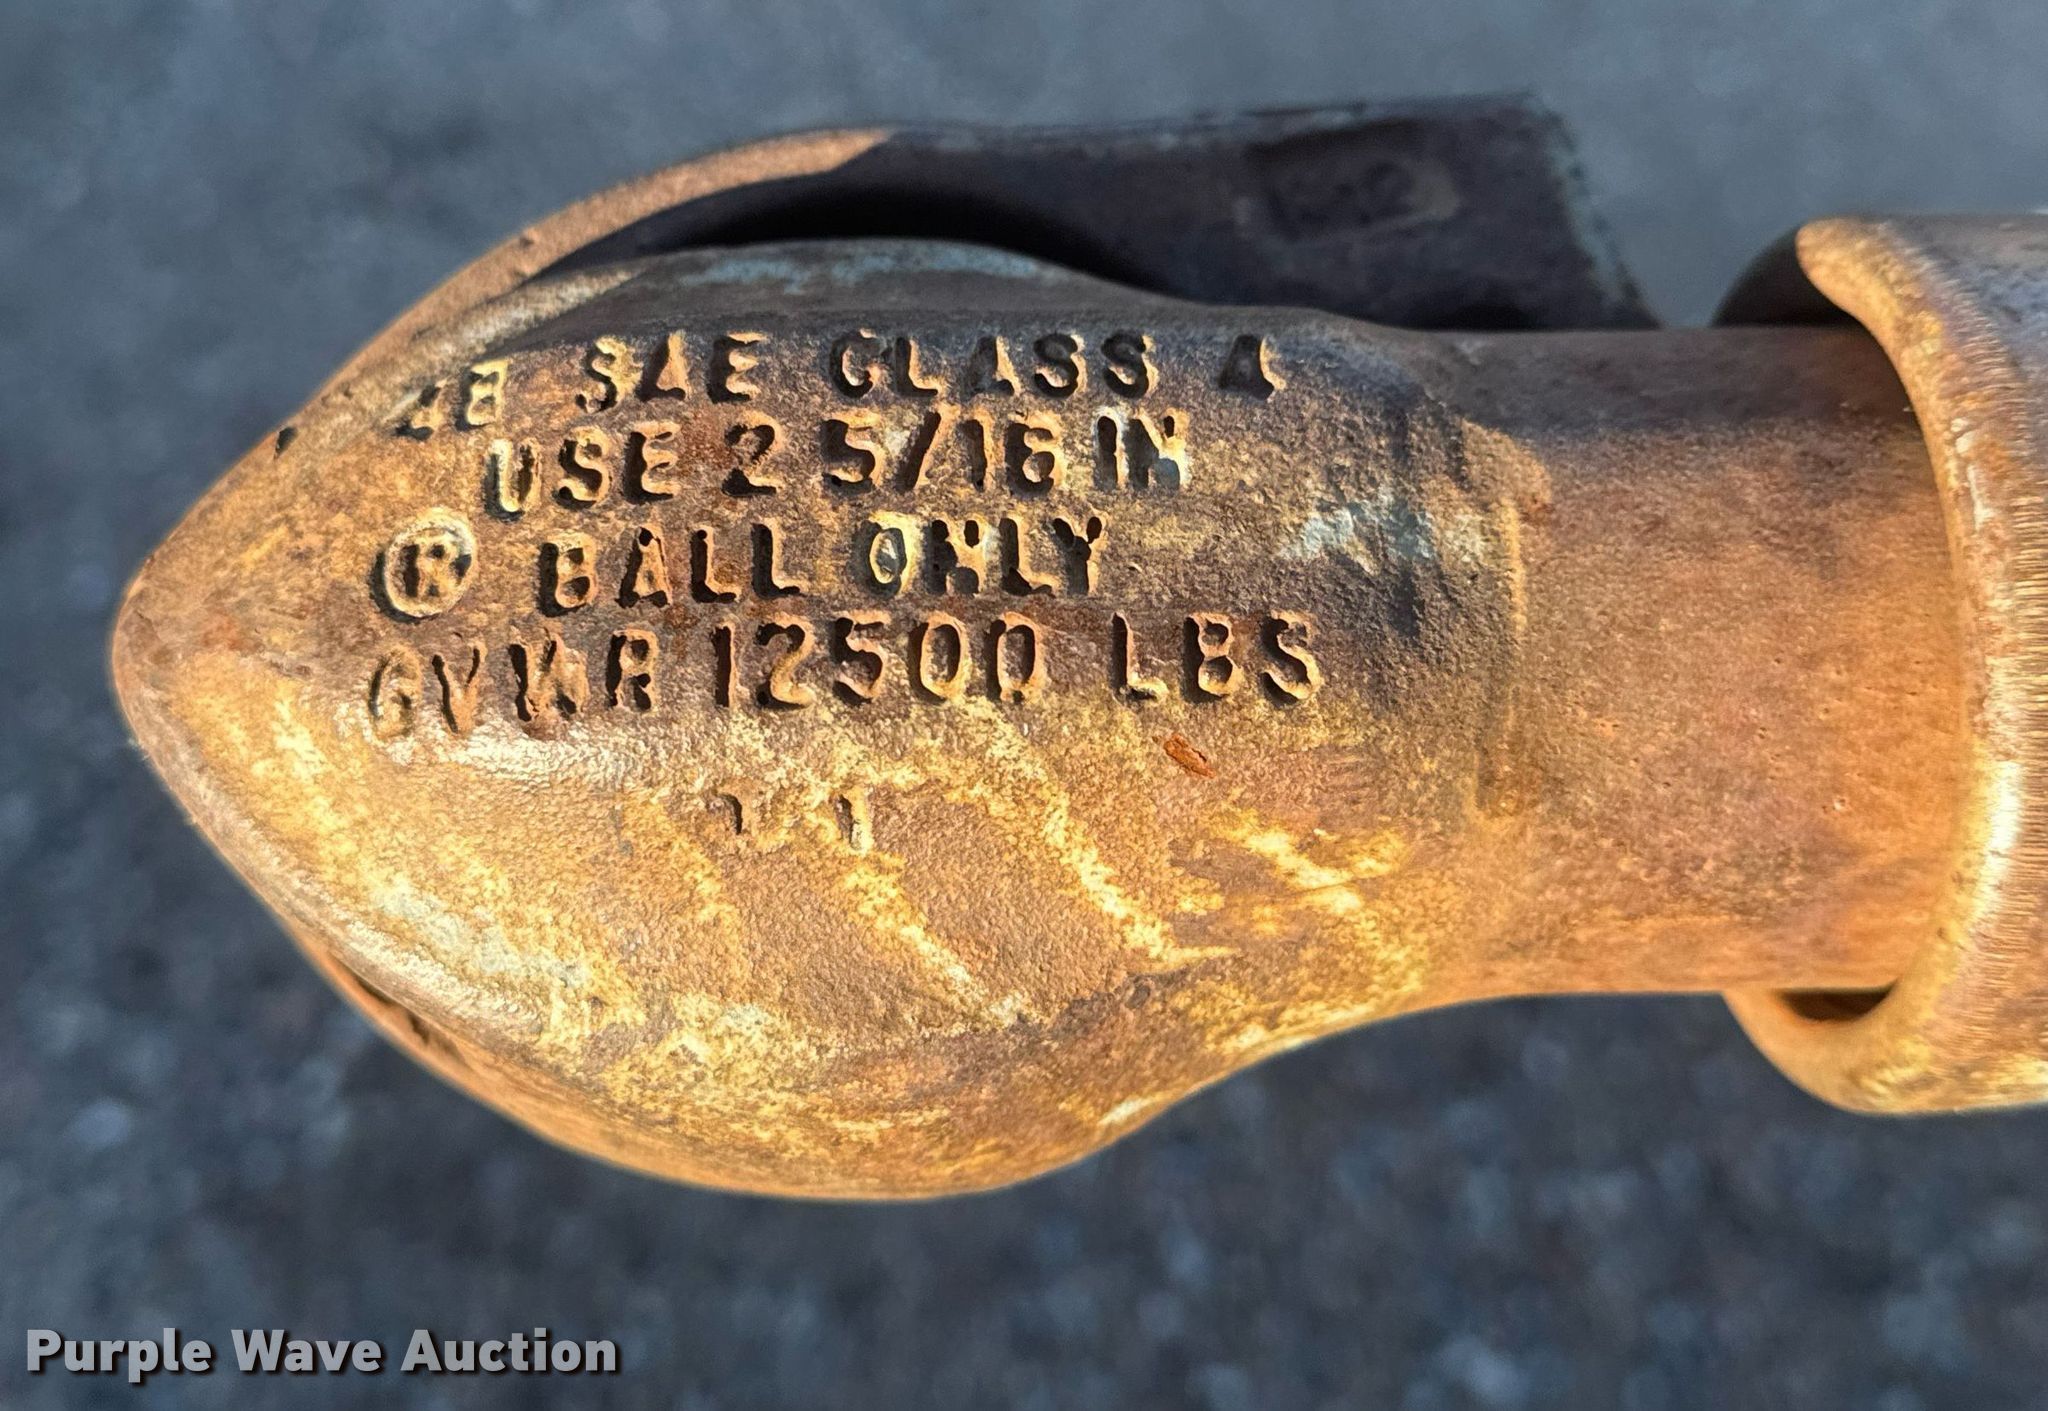 SAE CLASS A
USE 2 5/16 IN
® BALL ONLY
GVWR 12500 LBS
Purple Wave Auction